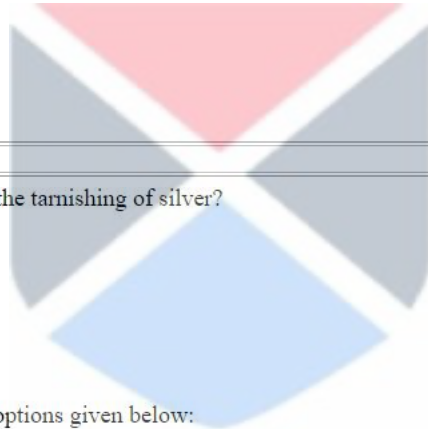 the tarnishing of silver?
options given below: